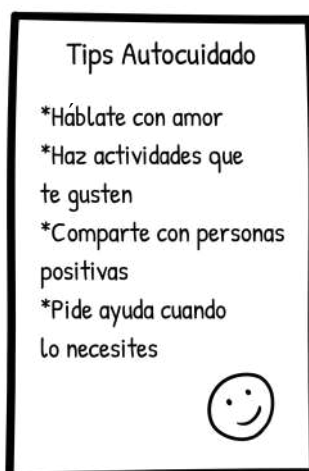 Tips Autocuidado
*Háblate con amor
*Haz actividades que
te gusten
*Comparte con personas
positivas
*Pide ayuda cuando
lo necesites